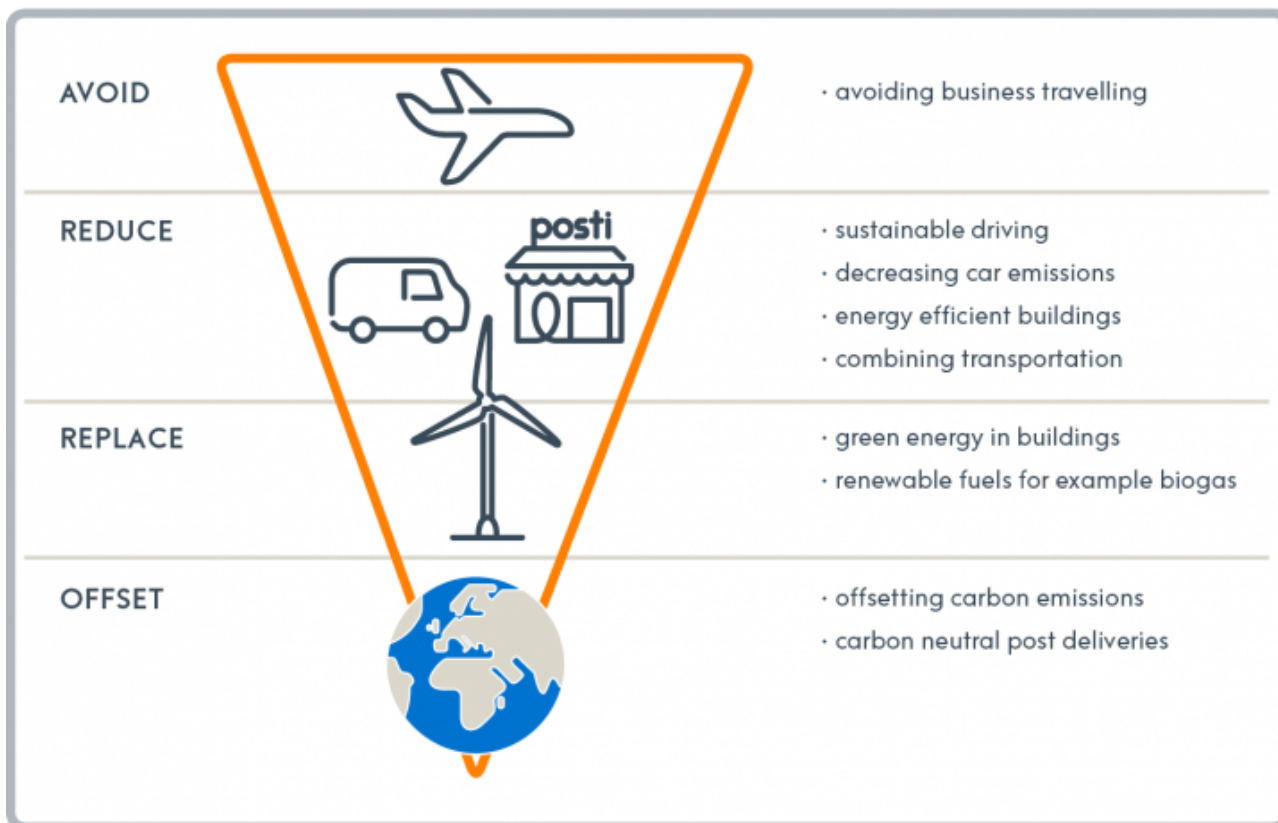 AVOID
· avoiding business travelling
REDUCE
posti
· sustainable driving
· decreasing car emissions
· energy efficient buildings
· combining transportation
REPLACE
· green energy in buildings
· renewable fuels for example biogas
OFFSET
· offsetting carbon emissions
· carbon neutral post deliveries